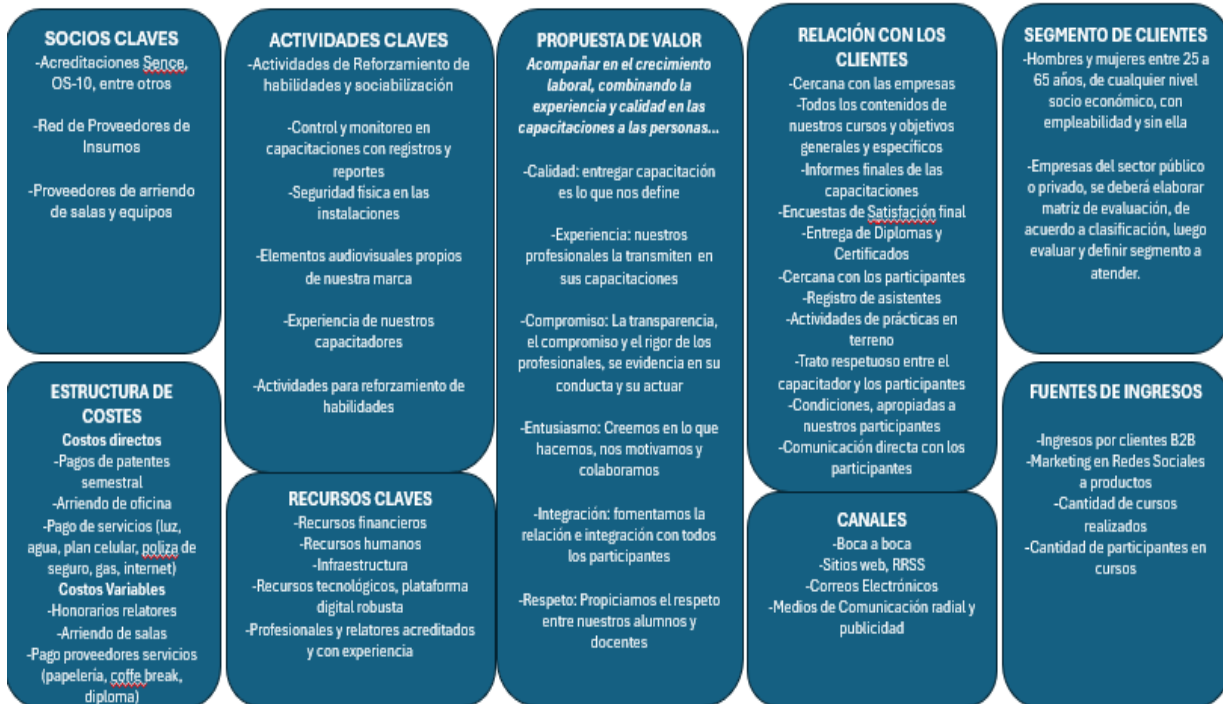 SOCIOS CLAVES
-Acreditaciones Sence,
OS-10, entre otros
-Red de Proveedores de
Insumos
-Proveedores de arriendo
de salas y equipos
ESTRUCTURA DE
COSTES
Costos directos
-Pagos de patentes
semestral
-Arriendo de oficina
-Pago de servicios (luz,
agua, plan celular, poliza de
seguro, gas, internet)
Costos Variables
-Honorarios relatores
-Arriendo de salas
-Pago proveedores servicios
(papelería, coffe break,
diploma)
ACTIVIDADES CLAVES
-Actividades de Reforzamiento de
habilidades y sociabilización
-Control y monitoreo en
capacitaciones con registros y
reportes
-Seguridad física en las
instalaciones
-Elementos audiovisuales propios
de nuestra marca
-Experiencia de nuestros
capacitadores
-Actividades para reforzamiento de
habilidades
RECURSOS CLAVES
-Recursos financieros
-Recursos humanos
-Infraestructura
-Recursos tecnológicos, plataforma
digital robusta
-Profesionales y relatores acreditados
y con experiencia
PROPUESTA DE VALOR
Acompañar en el crecimiento
laboral, combinando la
experiencia y calidad en las
capacitaciones a las personas...
-Calidad: entregar capacitación
es lo que nos define
-Experiencia: nuestros
profesionales la transmiten en
sus capacitaciones
-Compromiso: La transparencia,
el compromiso y el rigor de los
profesionales, se evidencia en su
conducta y su actuar
-Entusiasmo: Creemos en lo que
hacemos, nos motivamos y
colaboramos
-Integración: fomentamos la
relación e integración con todos
los participantes
-Respeto: Propiciamos el respeto
entre nuestros alumnos y
docentes
RELACIÓN CON LOS
CLIENTES
-Cercana con las empresas
-Todos los contenidos de
nuestros cursos y objetivos
generales y específicos
-Informes finales de las
capacitaciones
-Encuestas de Satisfación final
-Entrega de Diplomas y
Certificados
-Cercana con los participantes
-Registro de asistentes
-Actividades de prácticas en
terreno
-Trato respetuoso entre el
capacitador y los participantes
-Condiciones, apropiadas a
nuestros participantes
-Comunicación directa con los
participantes
CANALES
-Boca a boca
-Sitios web, RRSS
-Correos Electrónicos
-Medios de Comunicación radial y
publicidad
SEGMENTO DE CLIENTES
-Hombres y mujeres entre 25 a
65 años, de cualquier nivel
socio económico, con
empleabilidad y sin ella
-Empresas del sector público
o privado, se deberá elaborar
matriz de evaluación, de
acuerdo a clasificación, luego
evaluar y definir segmento a
atender.
FUENTES DE INGRESOS
-Ingresos por clientes B2B
-Marketing en Redes Sociales
a productos
-Cantidad de cursos
realizados
-Cantidad de participantes en
cursos